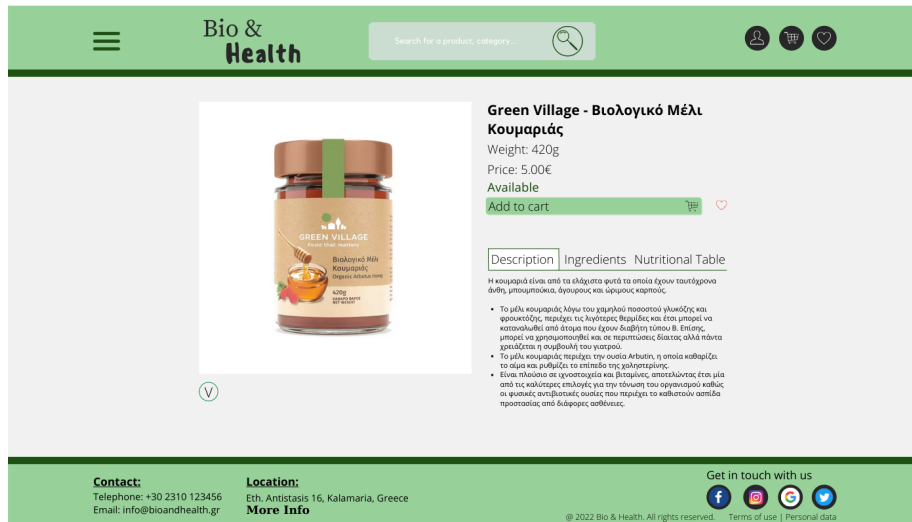 Bio &
Health
Search for a product, category...
Green Village - Βιολογικό Μέλι
Κουμαριάς
Weight: 420g
Price: 5.00€
Available
Add to cart
GREEN VILLAGE
Food that matters
Βιολογικό Μέλι
Κουμαριάς
Organic Arbutus Honey
420g
ΚΑΘΑΡΟ ΒΑΡΟΣ
NET WEIGHT
V
Description Ingredients Nutritional Table
Η κουμαριά είναι από τα ελάχιστα φυτά τα οποία έχουν ταυτόχρονα
άνθη, μπουμπούκια, άγουρους και ώριμους καρπούς.
• Το μέλι κουμαριάς λόγω του χαμηλού ποσοστού γλυκόζης και
φρουκτόζης, περιέχει τις λιγότερες θερμίδες και έτσι μπορεί να
καταναλωθεί από άτομα που έχουν διαβήτη τύπου Β. Επίσης,
μπορεί να χρησιμοποιηθεί και σε περιπτώσεις δίαιτας αλλά πάντα
χρειάζεται η συμβουλή του γιατρού.
• Το μέλι κουμαριάς περιέχει την ουσία Arbutin, η οποία καθαρίζει
το αίμα και ρυθμίζει το επίπεδο της χοληστερίνης.
• Είναι πλούσιο σε ιχνοστοιχεία και βιταμίνες, αποτελώντας έτσι μία
από τις καλύτερες επιλογές για την τόνωση του οργανισμού καθώς
οι φυσικές αντιβιοτικές ουσίες που περιέχει το καθιστούν ασπίδα
προστασίας από διάφορες ασθένειες.
Contact:
Telephone: +30 2310 123456
Email: info@bioandhealth.gr
Location:
Eth. Antistasis 16, Kalamaria, Greece
More Info
Get in touch with us
@ 2022 Bio & Health. All rights reserved. Terms of use | Personal data